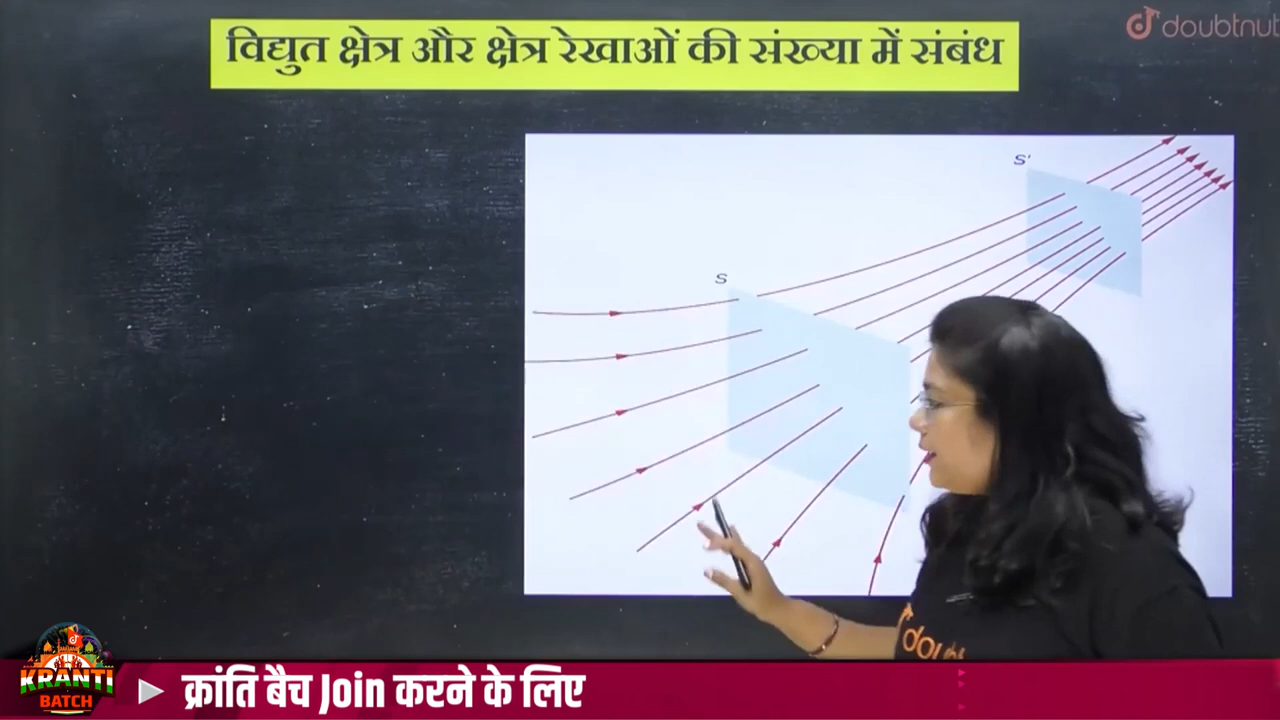 doubtnut
विद्युत क्षेत्र और क्षेत्र रेखाओं की संख्या में संबंध
S'
S
KRANTI
BATCH
क्रांति बैच Join करने के लिए